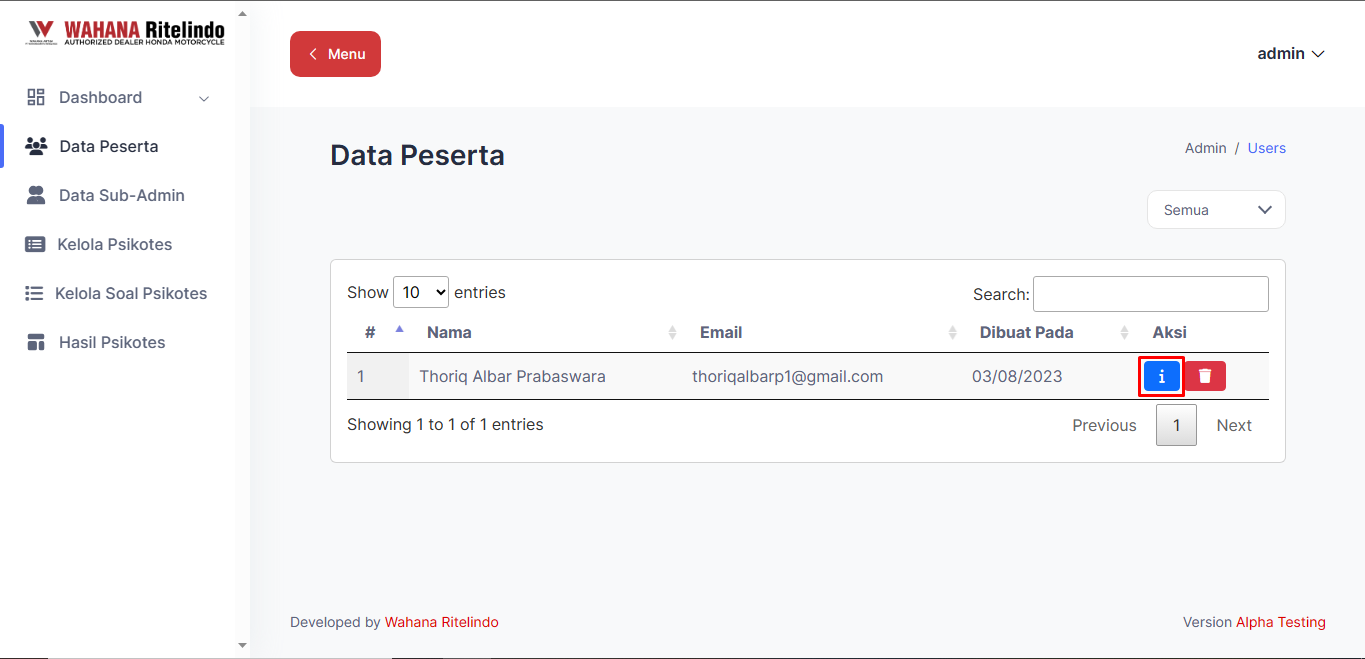 WAHANA Ritelindo
AUTHORIZED DEALER HONDA MOTORCYCLE
Dashboard
Data Peserta
Data Sub-Admin
Kelola Psikotes
Kelola Soal Psikotes
Hasil Psikotes
Menu
admin
Data Peserta
Admin / Users
Semua
Show 10 entries
Search:
# Nama Email Dibuat Pada Aksi
1 Thoriq Albar Prabaswara thoriqalbarp1@gmail.com 03/08/2023 i
Showing 1 to 1 of 1 entries
Previous 1 Next
Developed by Wahana Ritelindo
Version Alpha Testing